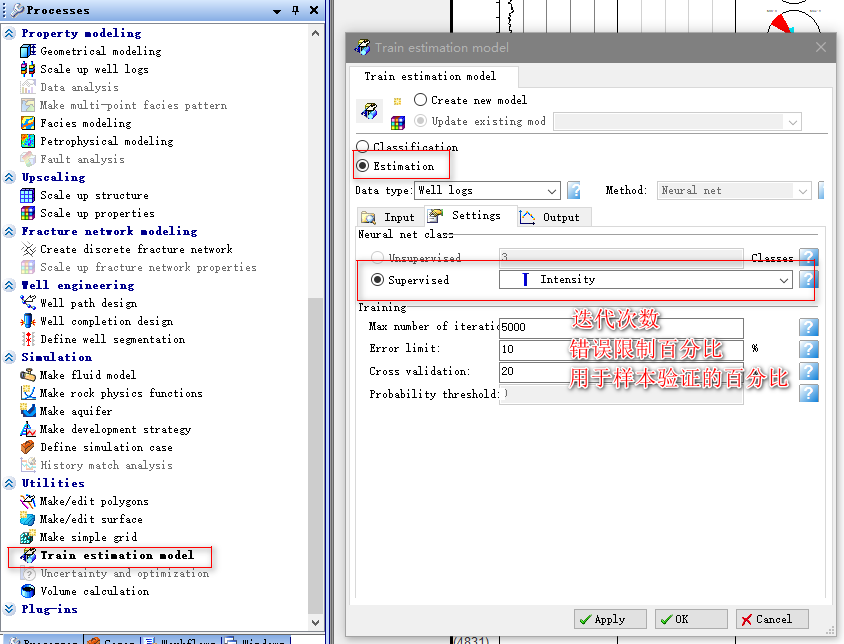 Processes
Property modeling
Geometrical modeling
Scale up well logs
Data analysis
Make multi-point facies pattern
Facies modeling
Petrophysical modeling
Fault analysis
Upscaling
Scale up structure
Scale up properties
Fracture network modeling
Create discrete fracture network
Scale up fracture network properties
Well engineering
Well path design
Well completion design
Define well segmentation
Simulation
Make fluid model
Make rock physics functions
Make aquifer
Make development strategy
Define simulation case
History match analysis
Utilities
Make/edit polygons
Make/edit surface
Make simple grid
Train estimation model
Uncertainty and optimization
Volume calculation
Plug-ins
Processes Cases Workflows Windows
Train estimation model
Train estimation model
Create new model
Update existing mod
Classification
Estimation
Data type: Well logs ? Method: Neural net
Input Settings Output
Neural net class
Unsupervised 3 Classes ?
Supervised Intensity ?
Training
Max number of iteratio 5000 迭代次数 ?
Error limit: 10 错误限制百分比 % ?
Cross validation: 20 用于样本验证的百分比 ?
Probability threshold: ?
Apply OK Cancel
(4831)